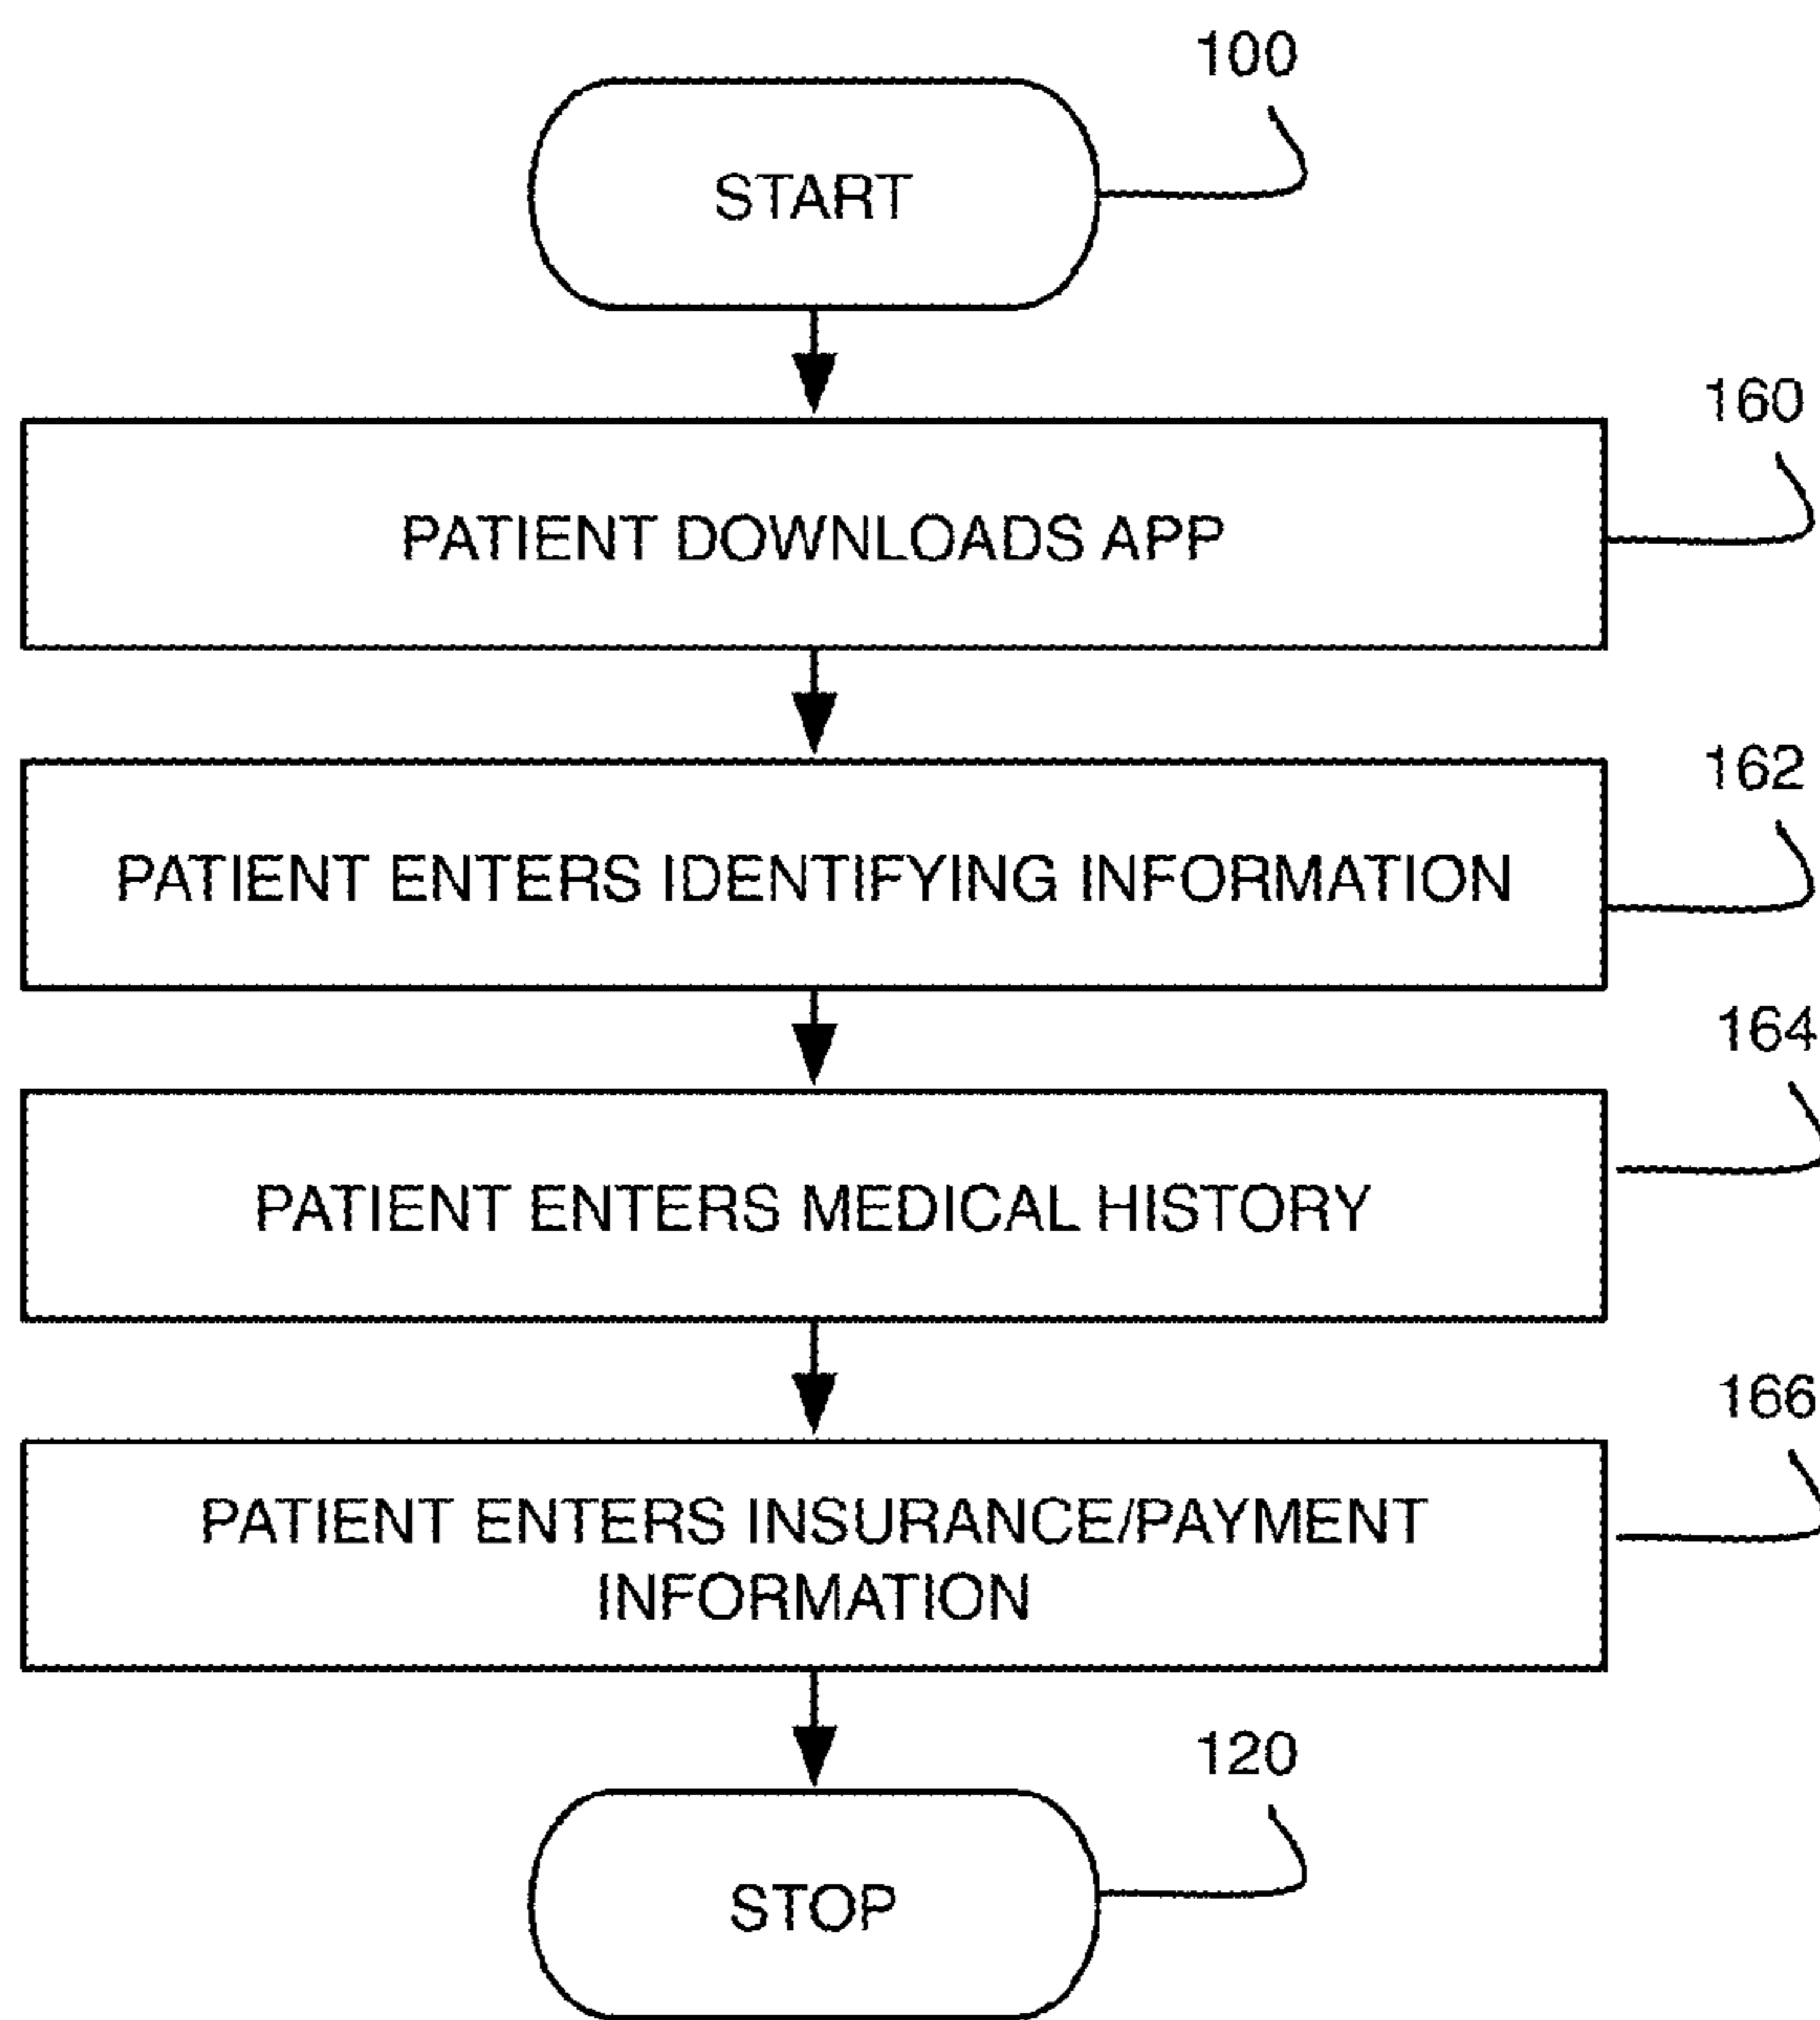 100
START
160
PATIENT DOWNLOADS APP
162
PATIENT ENTERS IDENTIFYING INFORMATION
164
PATIENT ENTERS MEDICAL HISTORY
166
PATIENT ENTERS INSURANCE/PAYMENT
INFORMATION
120
STOP